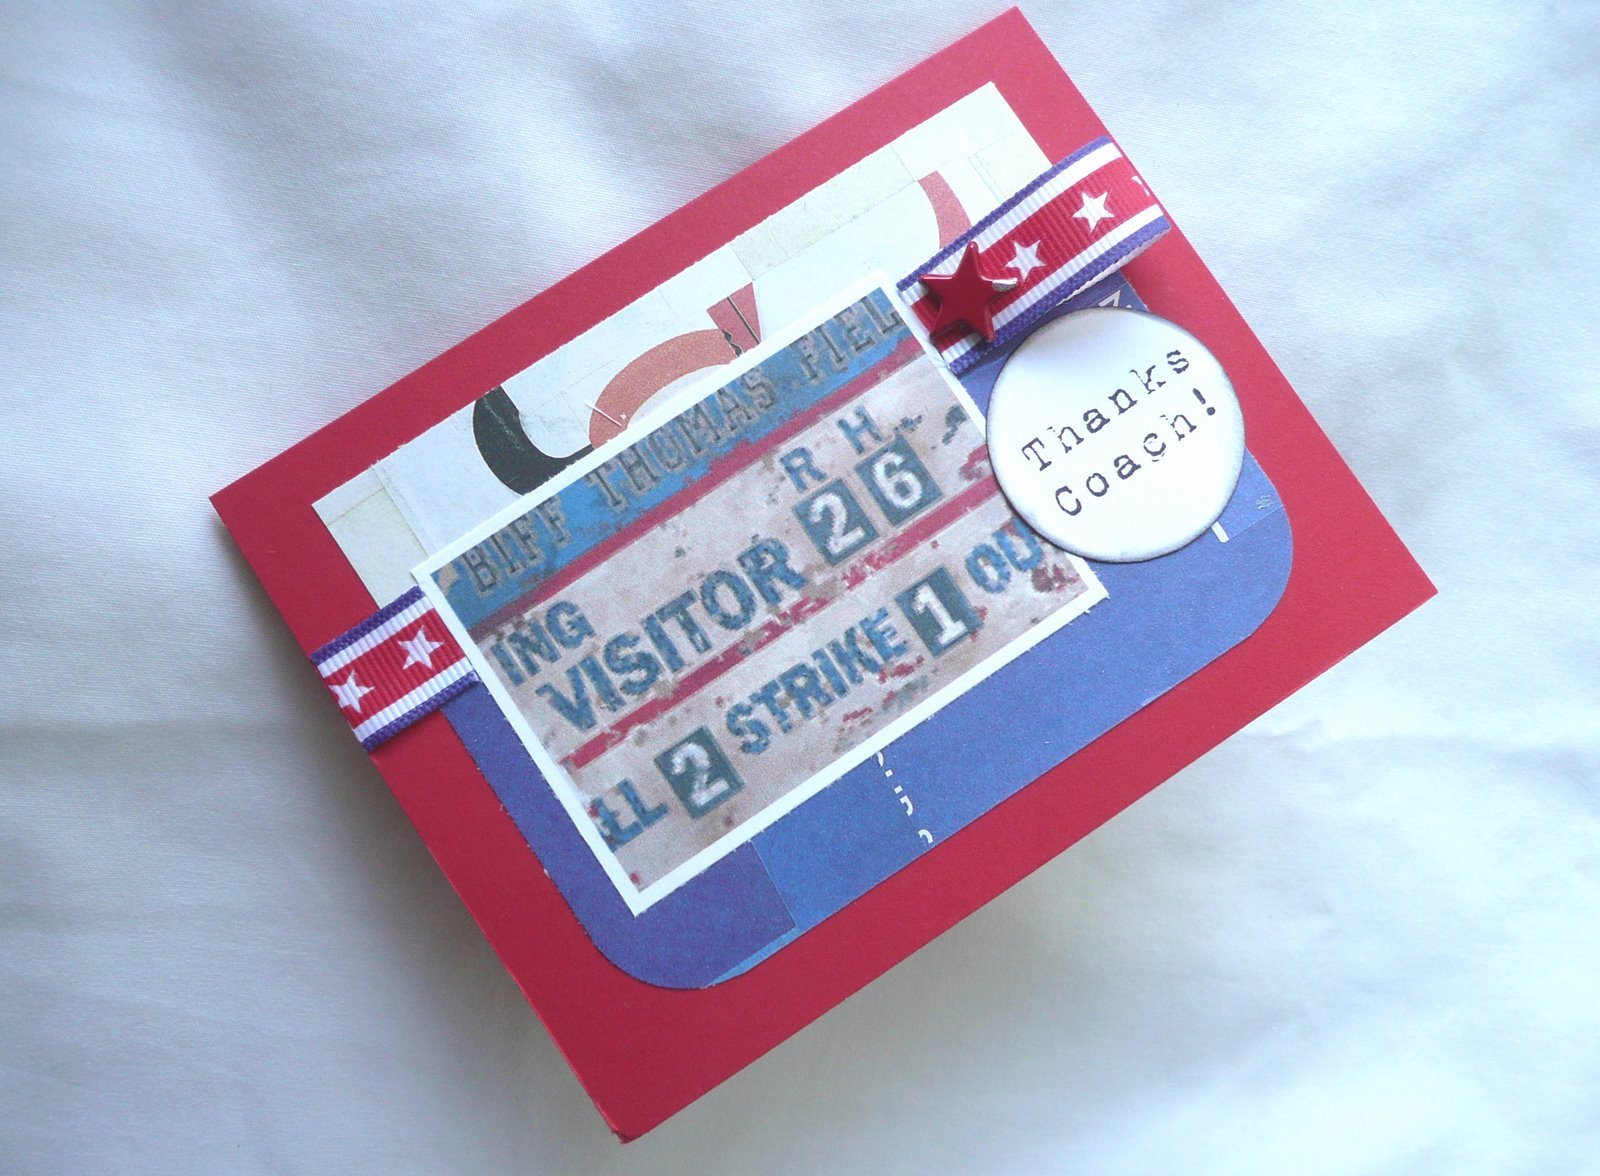 BIFF THOMAS FIEL
R H
ING
VISITOR 2 6
LL 2 STRIKE 1 OU
Thanks
Coach!